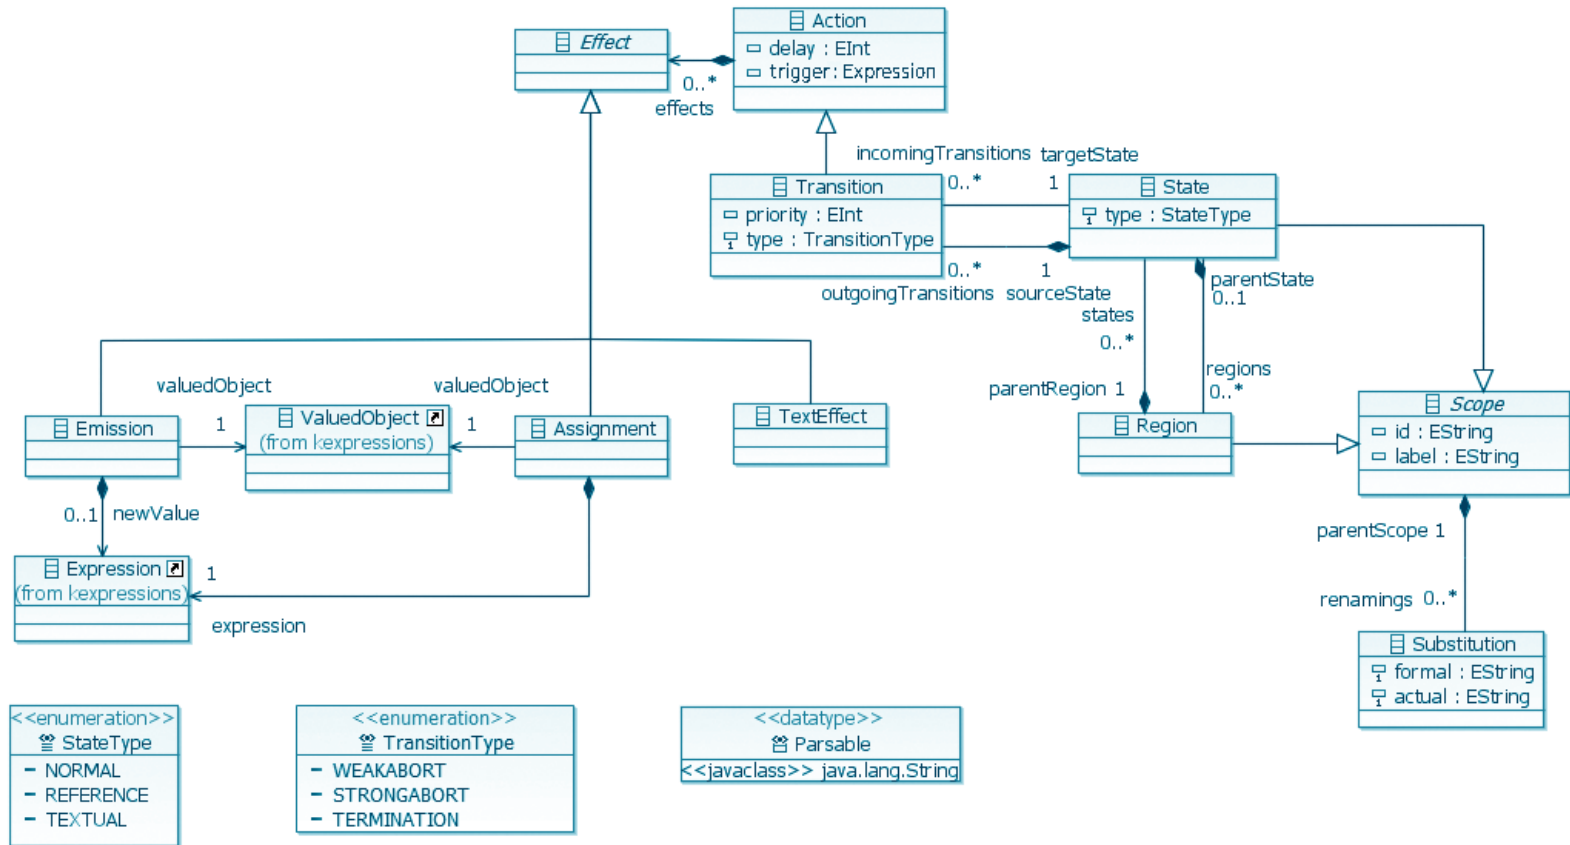 Effect
Action
delay : EInt
trigger : Expression
0..*
effects
incomingTransitions
targetState
0..*
1
Transition
priority : EInt
type : TransitionType
State
type : StateType
0..*
1
outgoingTransitions
sourceState
parentState
0..1
states
0..*
regions
0..*
parentRegion 1
valuedObject
valuedObject
1
1
Emission
ValuedObject
(from kexpressions)
Assignment
TextEffect
Region
Scope
id : EString
label : EString
0..1
newValue
parentScope 1
Expression
(from kexpressions)
1
expression
renamings 0..*
Substitution
formal : EString
actual : EString
<<enumeration>>
StateType
NORMAL
REFERENCE
TEXTUAL
<<enumeration>>
TransitionType
WEAKABORT
STRONGABORT
TERMINATION
<<datatype>>
Parsable
<<javaclass>> java.lang.String